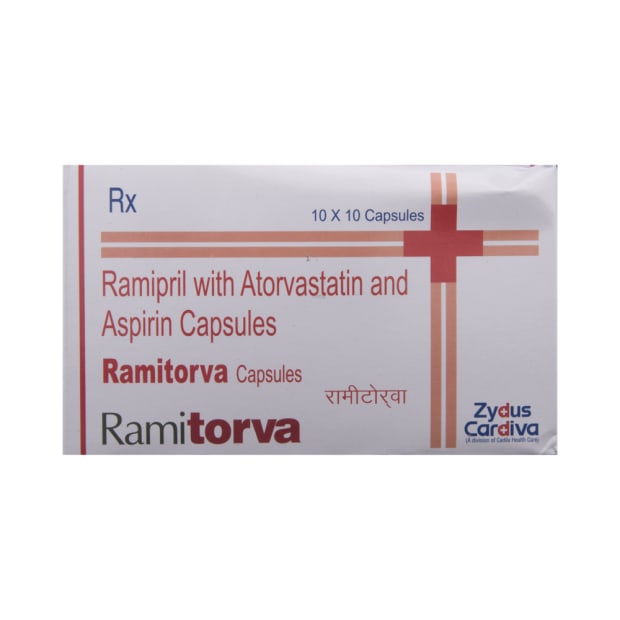 Rx
10 X 10 Capsules
Ramipril with Atorvastatin and
Aspirin Capsules
Ramitorva Capsules
रामीटोर्‌वा
Ramitorva
Zydus
Cardiva
(A division of Cadila Health Care)